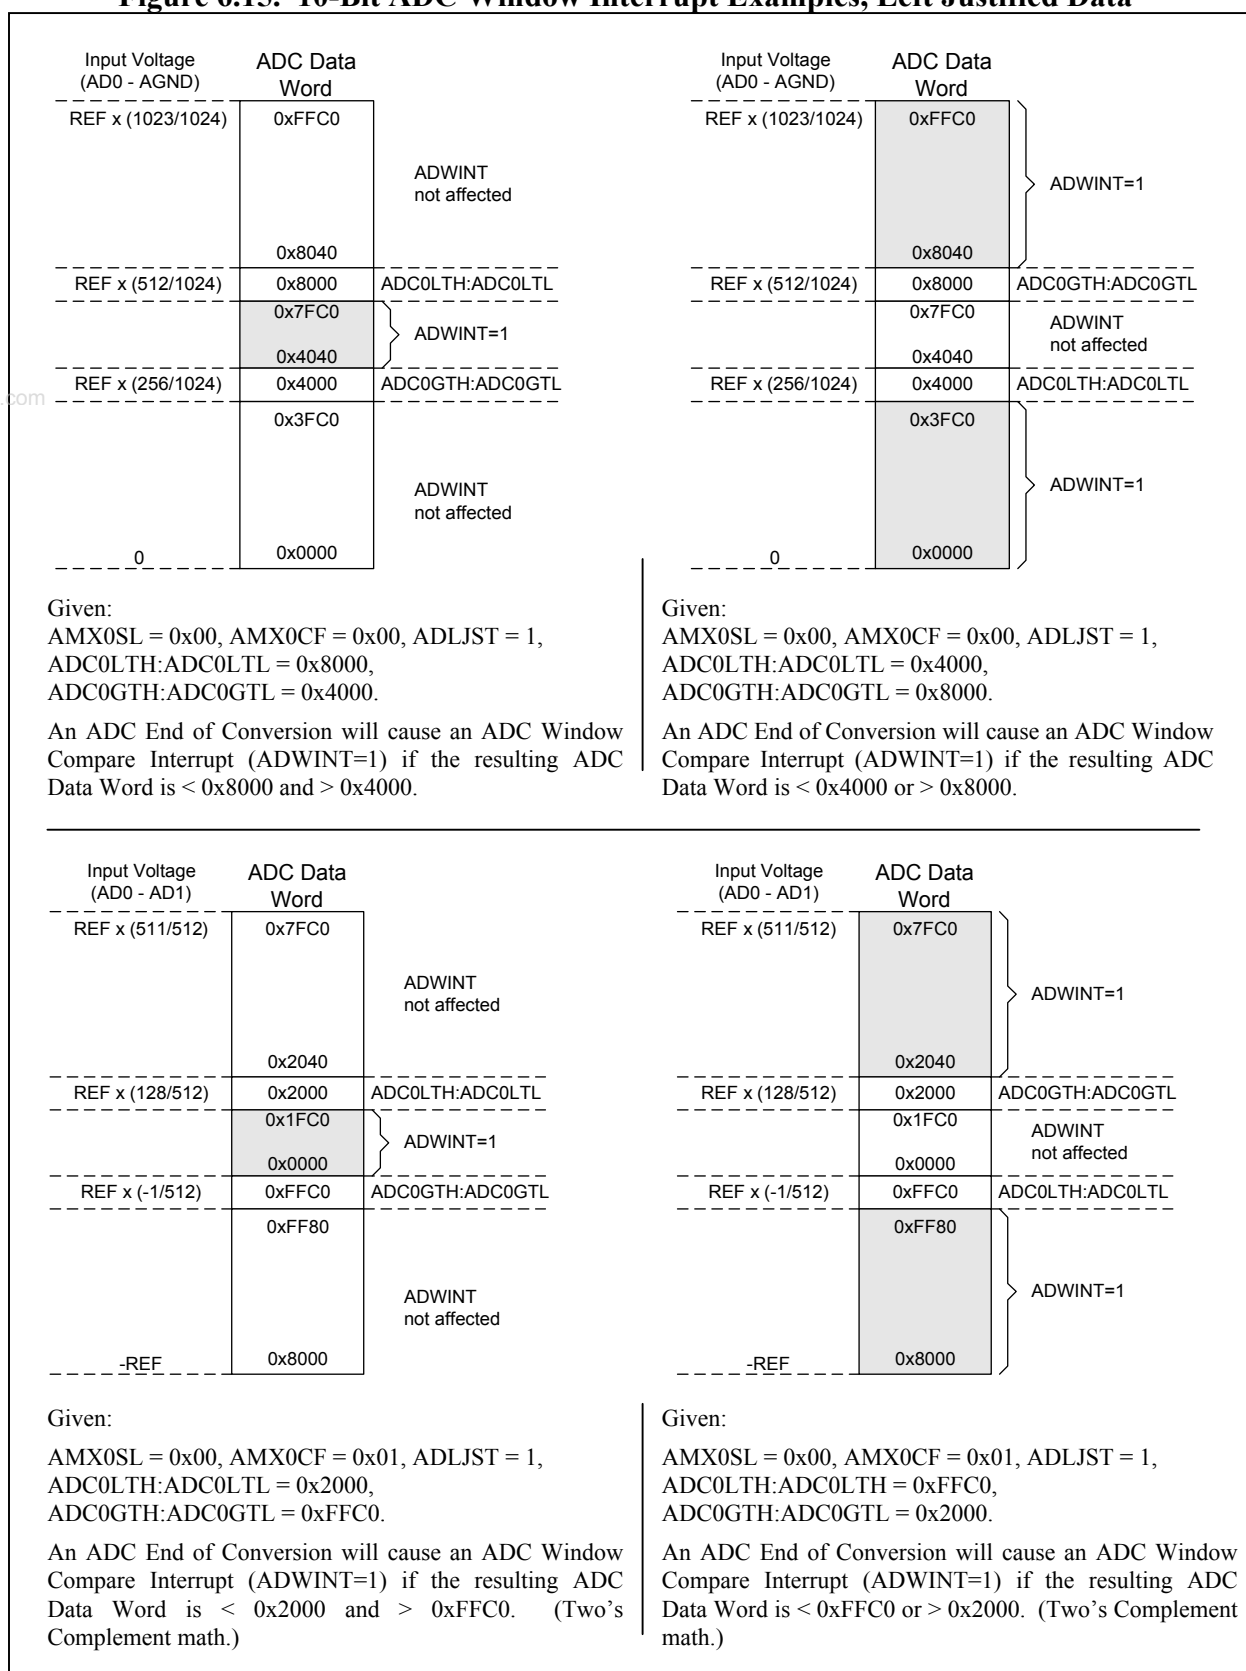 Figure 6.15. 10-Bit ADC Window Interrupt Examples, Left Justified Data
Input Voltage
(AD0 - AGND)
ADC Data
Word
REF x (1023/1024)
0xFFC0
ADWINT
not affected
0x8040
REF x (512/1024)
0x8000
ADC0LTH:ADC0LTL
0x7FC0
ADWINT=1
0x4040
REF x (256/1024)
0x4000
ADC0GTH:ADC0GTL
0x3FC0
ADWINT
not affected
0
0x0000
Given:
AMX0SL = 0x00, AMX0CF = 0x00, ADLJST = 1,
ADC0LTH:ADC0LTL = 0x8000,
ADC0GTH:ADC0GTL = 0x4000.
An ADC End of Conversion will cause an ADC Window
Compare Interrupt (ADWINT=1) if the resulting ADC
Data Word is < 0x8000 and > 0x4000.
Input Voltage
(AD0 - AGND)
ADC Data
Word
REF x (1023/1024)
0xFFC0
ADWINT=1
0x8040
REF x (512/1024)
0x8000
ADC0GTH:ADC0GTL
0x7FC0
ADWINT
not affected
0x4040
REF x (256/1024)
0x4000
ADC0LTH:ADC0LTL
0x3FC0
ADWINT=1
0
0x0000
Given:
AMX0SL = 0x00, AMX0CF = 0x00, ADLJST = 1,
ADC0LTH:ADC0LTL = 0x4000,
ADC0GTH:ADC0GTL = 0x8000.
An ADC End of Conversion will cause an ADC Window
Compare Interrupt (ADWINT=1) if the resulting ADC
Data Word is < 0x4000 or > 0x8000.
Input Voltage
(AD0 - AD1)
ADC Data
Word
REF x (511/512)
0x7FC0
ADWINT
not affected
0x2040
REF x (128/512)
0x2000
ADC0LTH:ADC0LTL
0x1FC0
ADWINT=1
0x0000
REF x (-1/512)
0xFFC0
ADC0GTH:ADC0GTL
0xFF80
ADWINT
not affected
-REF
0x8000
Given:
AMX0SL = 0x00, AMX0CF = 0x01, ADLJST = 1,
ADC0LTH:ADC0LTL = 0x2000,
ADC0GTH:ADC0GTL = 0xFFC0.
An ADC End of Conversion will cause an ADC Window
Compare Interrupt (ADWINT=1) if the resulting ADC
Data Word is < 0x2000 and > 0xFFC0. (Two's
Complement math.)
Input Voltage
(AD0 - AD1)
ADC Data
Word
REF x (511/512)
0x7FC0
ADWINT=1
0x2040
REF x (128/512)
0x2000
ADC0GTH:ADC0GTL
0x1FC0
ADWINT
not affected
0x0000
REF x (-1/512)
0xFFC0
ADC0LTH:ADC0LTL
0xFF80
ADWINT=1
-REF
0x8000
Given:
AMX0SL = 0x00, AMX0CF = 0x01, ADLJST = 1,
ADC0LTH:ADC0LTH = 0xFFC0,
ADC0GTH:ADC0GTL = 0x2000.
An ADC End of Conversion will cause an ADC Window
Compare Interrupt (ADWINT=1) if the resulting ADC
Data Word is < 0xFFC0 or > 0x2000. (Two's Complement
math.)
.com